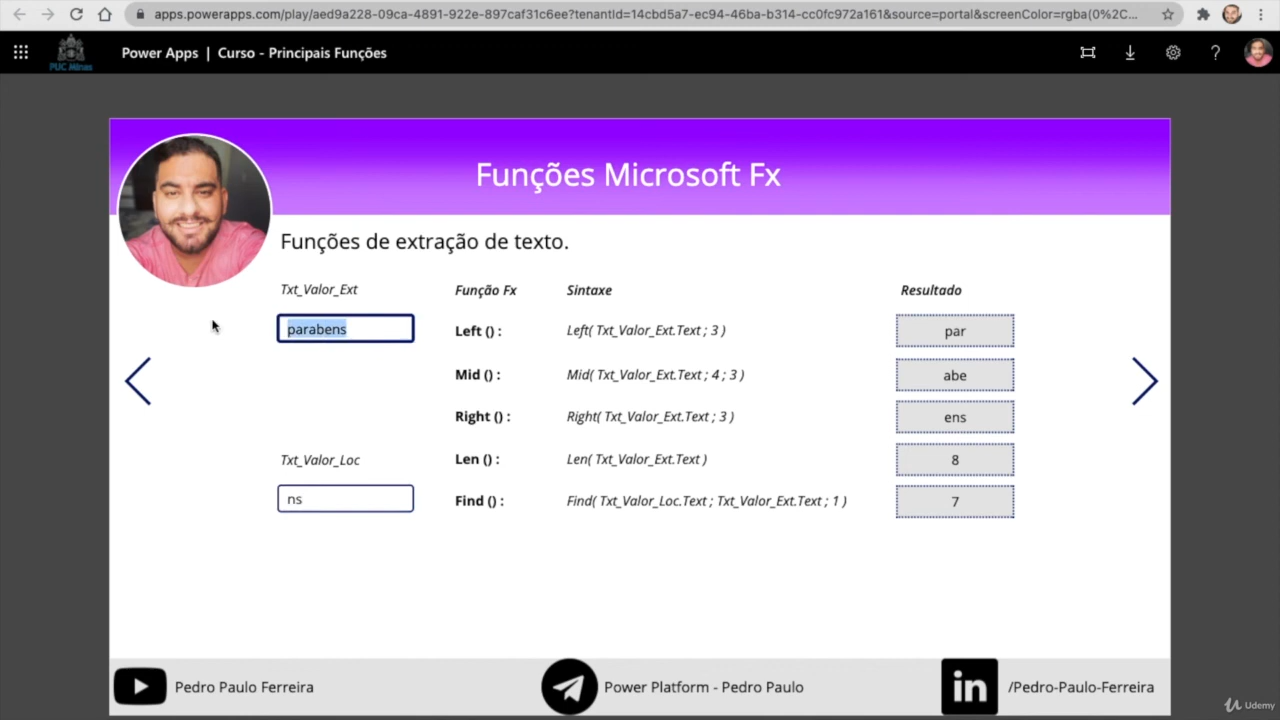 apps.powerapps.com/play/aed9a228-09ca-4891-922e-897caf31c6ee?tenantId=14cbd5a7-ec94-46ba-b314-cc0fc972a161&source=portal&screenColor=rgba(0%2C...
PUC Minas
Power Apps | Curso - Principais Funções
Funções Microsoft Fx
Funções de extração de texto.
Txt_Valor_Ext Função Fx Sintaxe Resultado
parabens Left () : Left( Txt_Valor_Ext.Text ; 3 ) par
Mid () : Mid( Txt_Valor_Ext.Text ; 4 ; 3 ) abe
Right () : Right( Txt_Valor_Ext.Text ; 3 ) ens
Txt_Valor_Loc Len () : Len( Txt_Valor_Ext.Text ) 8
ns Find () : Find( Txt_Valor_Loc.Text ; Txt_Valor_Ext.Text ; 1 ) 7
Pedro Paulo Ferreira Power Platform - Pedro Paulo in /Pedro-Paulo-Ferreira
Udemy